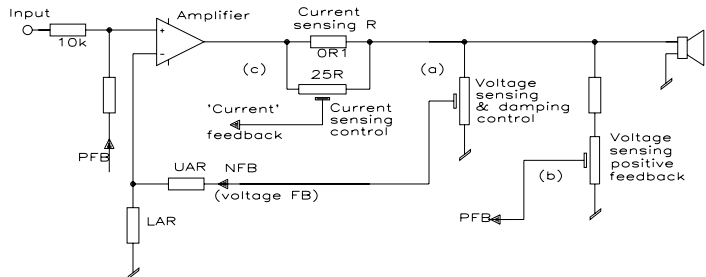 Input
10k
Amplifier
+
-
Current
sensing R
0R1
(c)
25R
(a)
'Current'
feedback
Current
sensing
control
Voltage
sensing
& damping
control
PFB
UAR
NFB
(voltage FB)
LAR
(b)
PFB
Voltage
sensing
positive
feedback